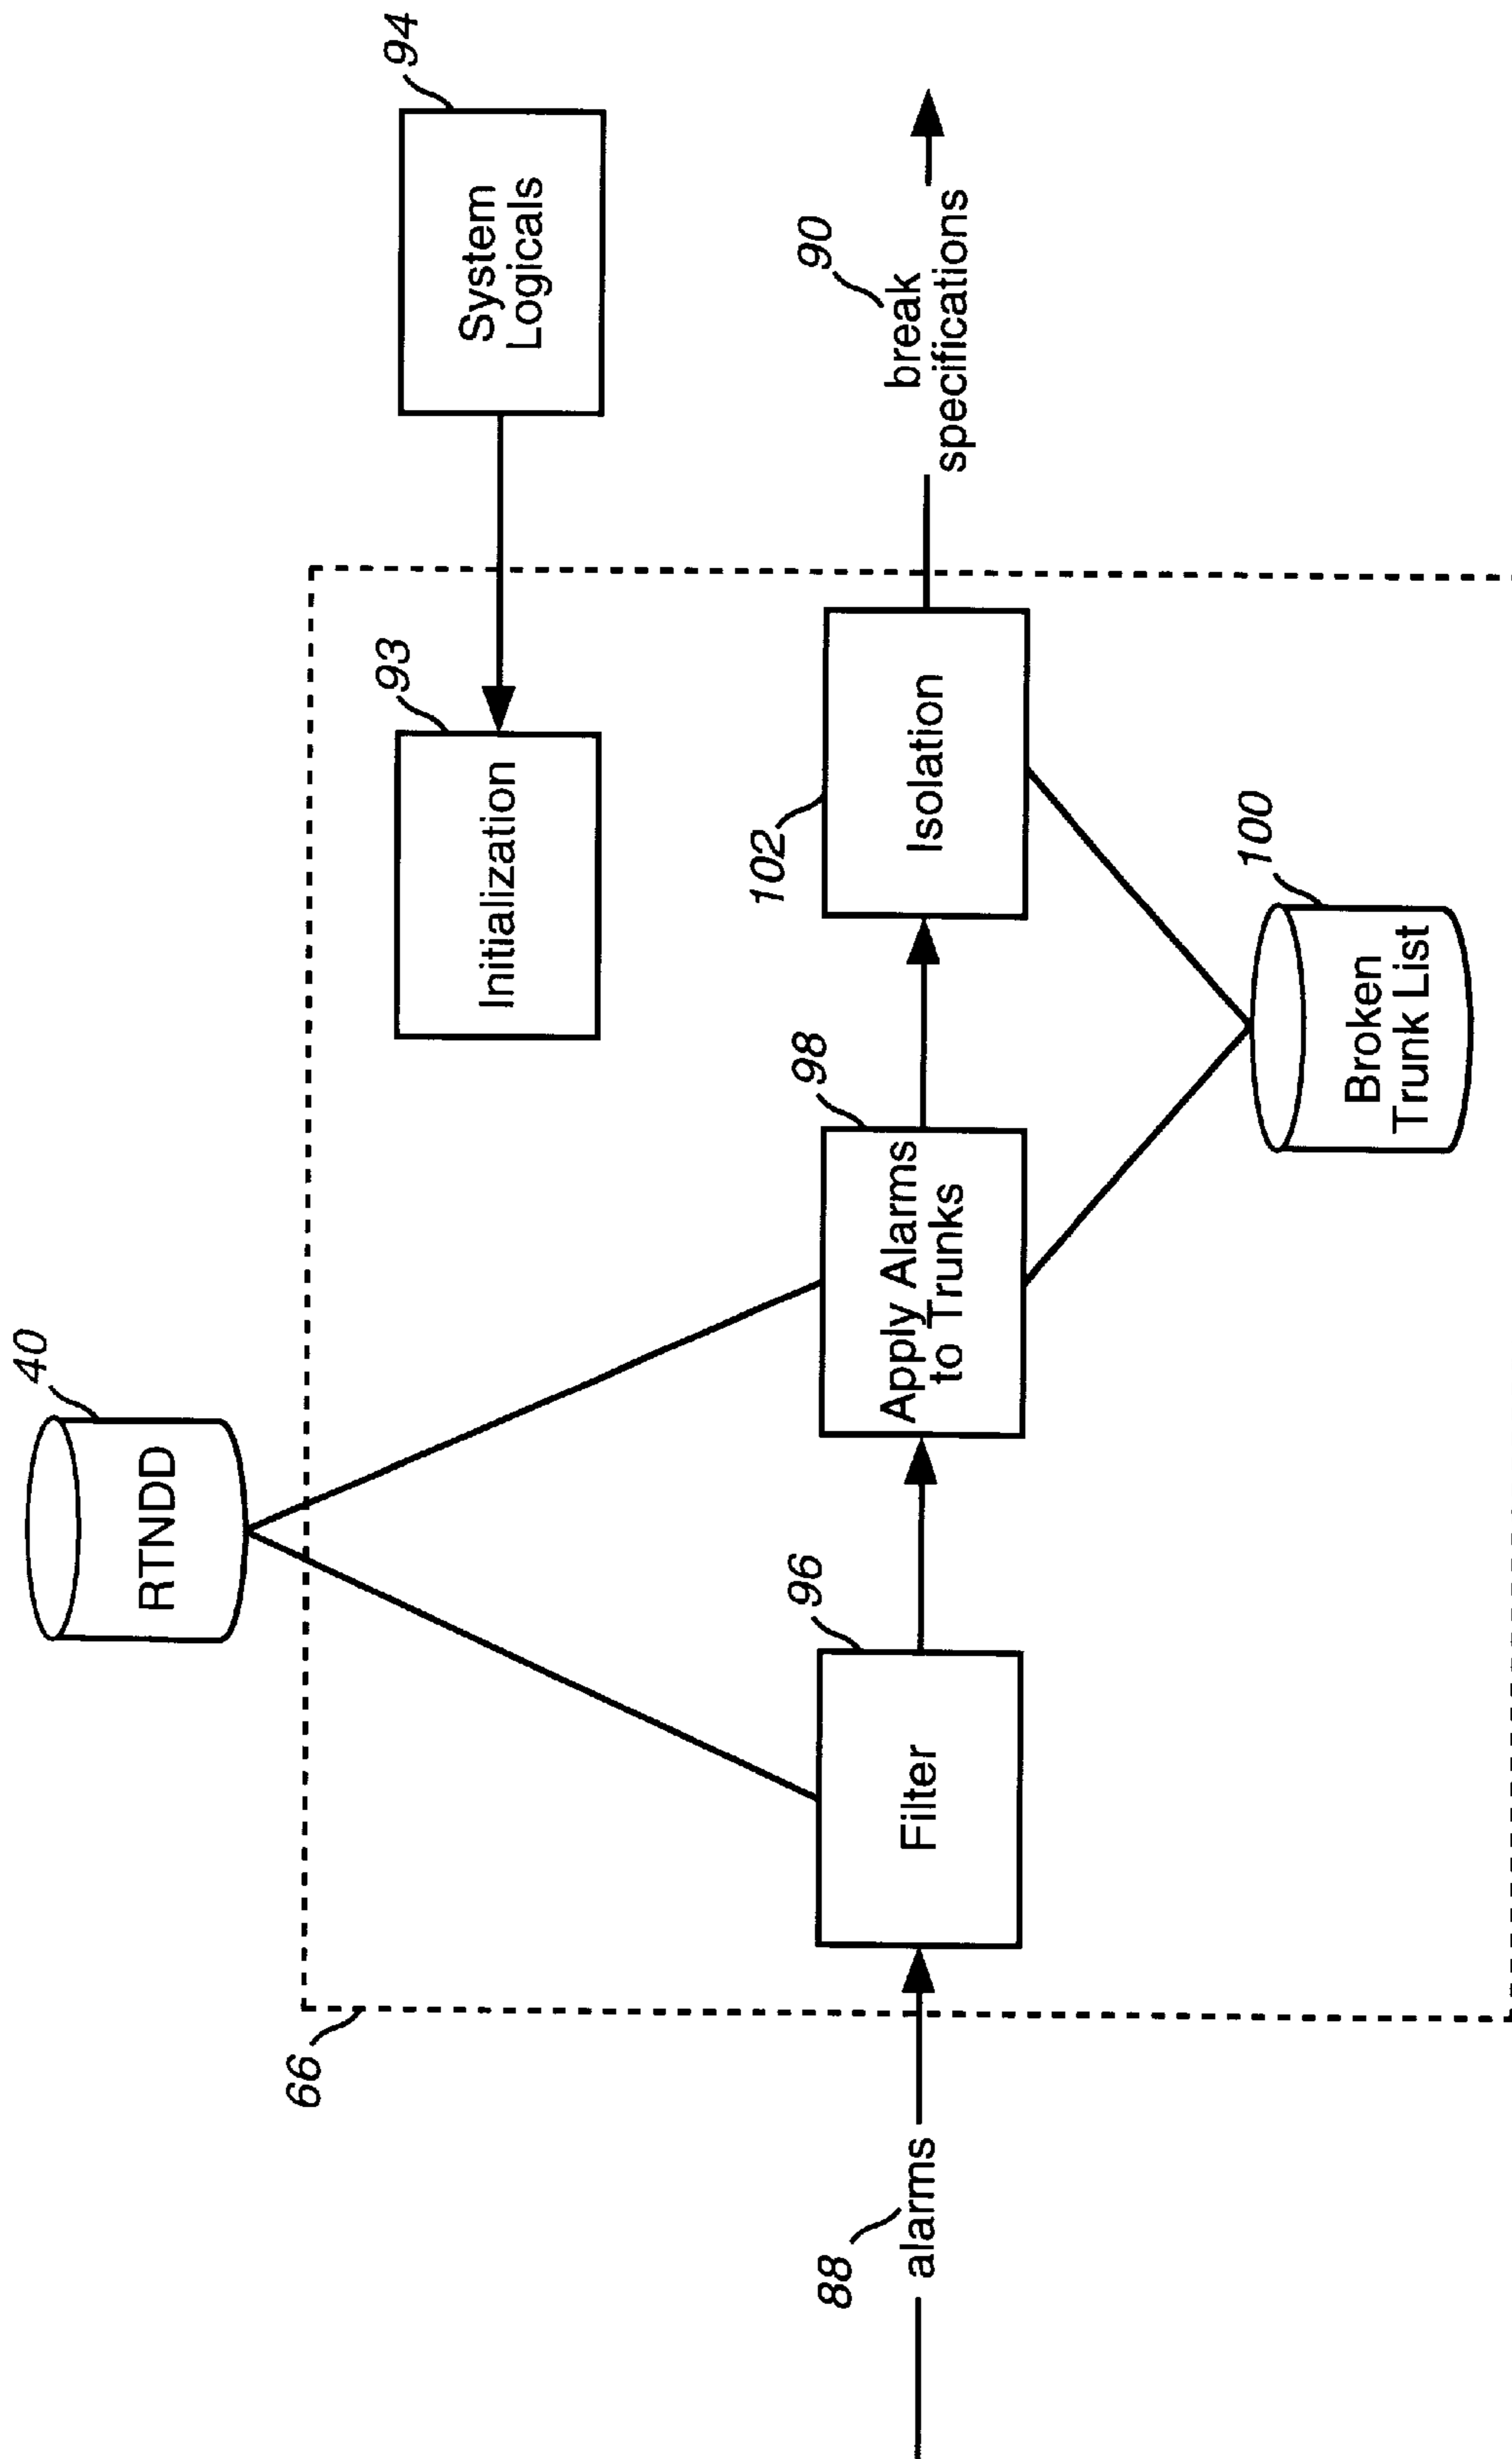 40
RTNDD
94
System
Logicals
93
Initialization
66
88
alarms
96
Filter
98
Apply Alarms
to Trunks
102
Isolation
90
break
specifications
100
Broken
Trunk List